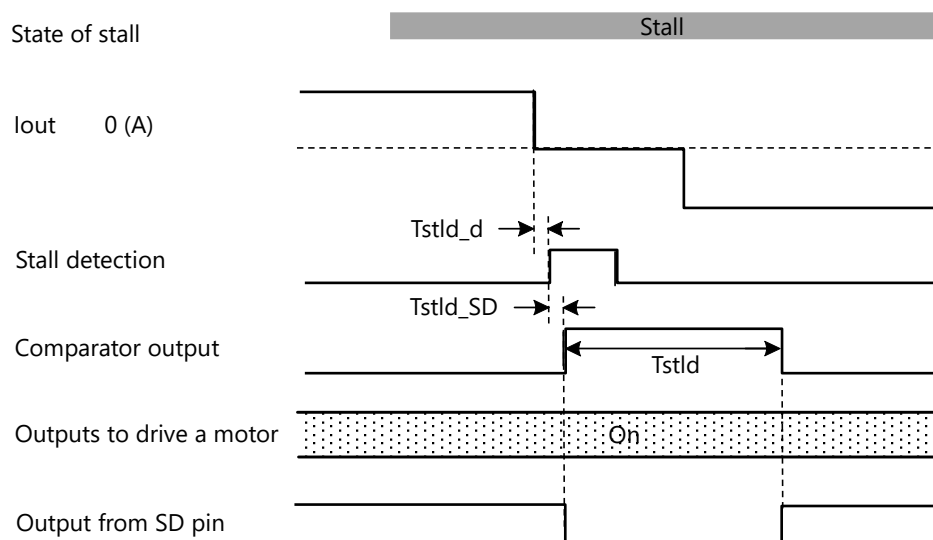 State of stall
Stall
Iout 0 (A)
Tstld_d
Stall detection
Tstld_SD
Comparator output
Tstld
Outputs to drive a motor
On
Output from SD pin